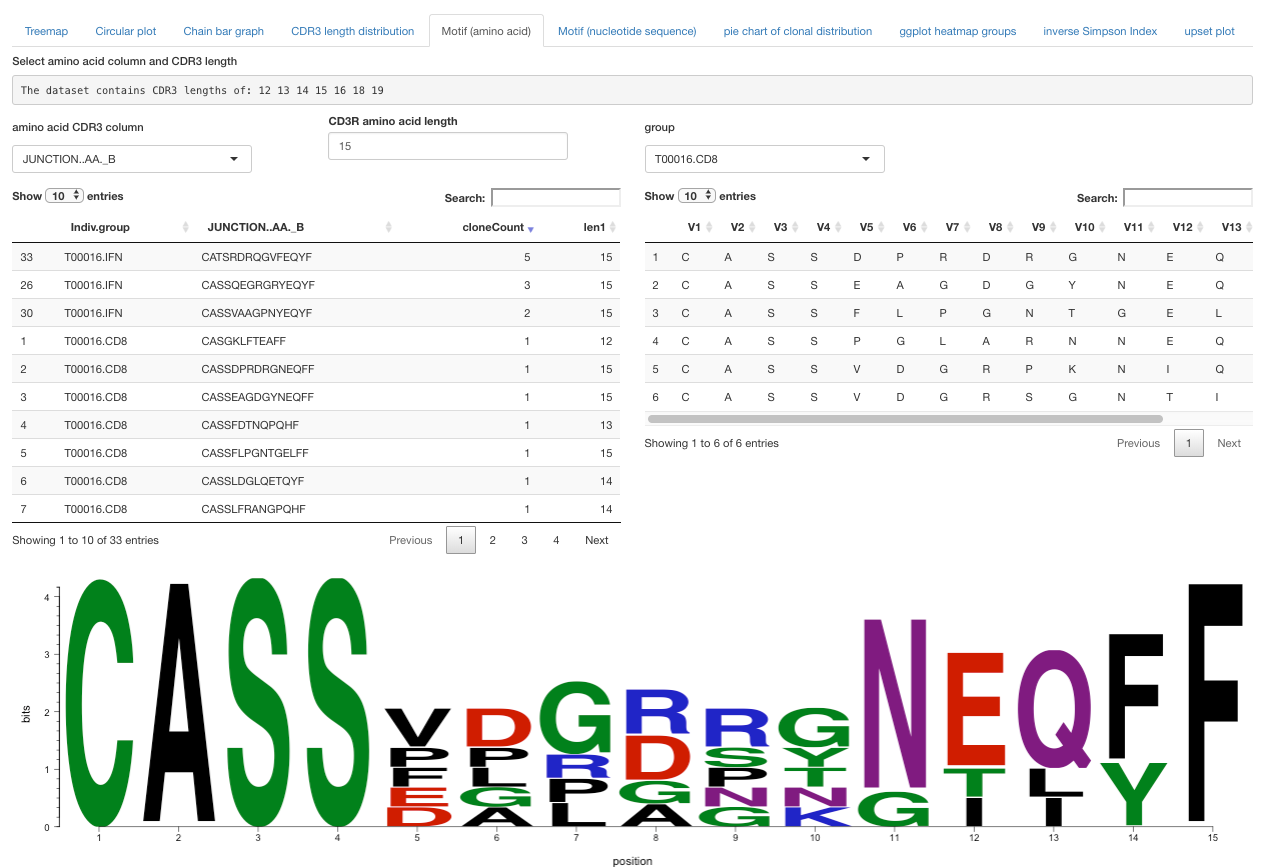 Treemap Circular plot Chain bar graph CDR3 length distribution Motif (amino acid) Motif (nucleotide sequence) pie chart of clonal distribution ggplot heatmap groups inverse Simpson Index upset plot
Select amino acid column and CDR3 length
The dataset contains CDR3 lengths of: 12 13 14 15 16 18 19
amino acid CDR3 column
JUNCTION..AA._B
CD3R amino acid length
15
group
T00016.CD8
Show 10 entries Search:
Indiv.group JUNCTION..AA._B cloneCount len1
33 T00016.IFN CATSRDRQGVFEQYF 5 15
26 T00016.IFN CASSQEGRGRYEQYF 3 15
30 T00016.IFN CASSVAAGPNYEQYF 2 15
1 T00016.CD8 CASGKLFTEAFF 1 12
2 T00016.CD8 CASSDPRDRGNEQFF 1 15
3 T00016.CD8 CASSEAGDGYNEQFF 1 15
4 T00016.CD8 CASSFDTNQPQHF 1 13
5 T00016.CD8 CASSFLPGNTGELFF 1 15
6 T00016.CD8 CASSLDGLQETQYF 1 14
7 T00016.CD8 CASSLFRANGPQHF 1 14
Showing 1 to 10 of 33 entries Previous 1 2 3 4 Next
Show 10 entries Search:
V1 V2 V3 V4 V5 V6 V7 V8 V9 V10 V11 V12 V13
1 C A S S D P R D R G N E Q
2 C A S S E A G D G Y N E Q
3 C A S S F L P G N T G E L
4 C A S S P G L A R N N E Q
5 C A S S V D G R P K N I Q
6 C A S S V D G R S G N T I
Showing 1 to 6 of 6 entries Previous 1 Next
bits
4
3
2
1
0
C A S S V D G R R G N E Q F F
P P R D S Y G T L Y
F L P G P T I I
E G L A N N
D A G K
1 2 3 4 5 6 7 8 9 10 11 12 13 14 15
position